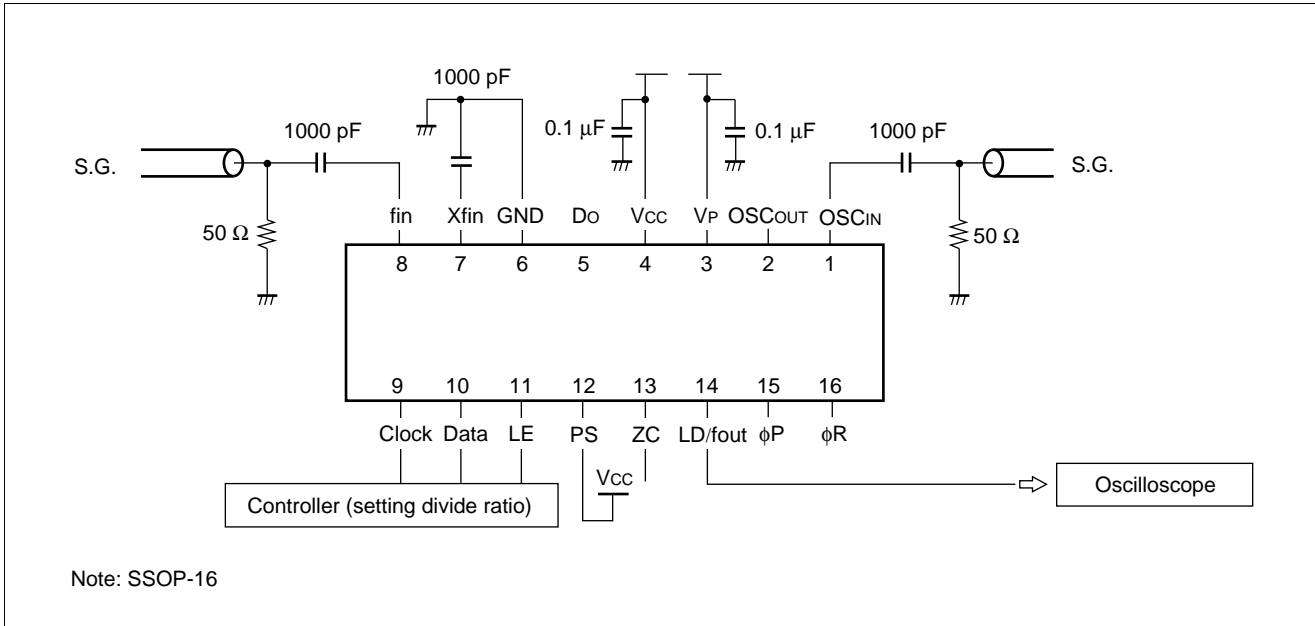 1000 pF
1000 pF
0.1 µF
0.1 µF
1000 pF
S.G.
S.G.
50 Ω
50 Ω
fin Xfin GND DO VCC VP OSCOUT OSCIN
8 7 6 5 4 3 2 1
9 10 11 12 13 14 15 16
Clock Data LE PS ZC LD/fout ϕP ϕR
VCC
Controller (setting divide ratio)
Oscilloscope
Note: SSOP-16